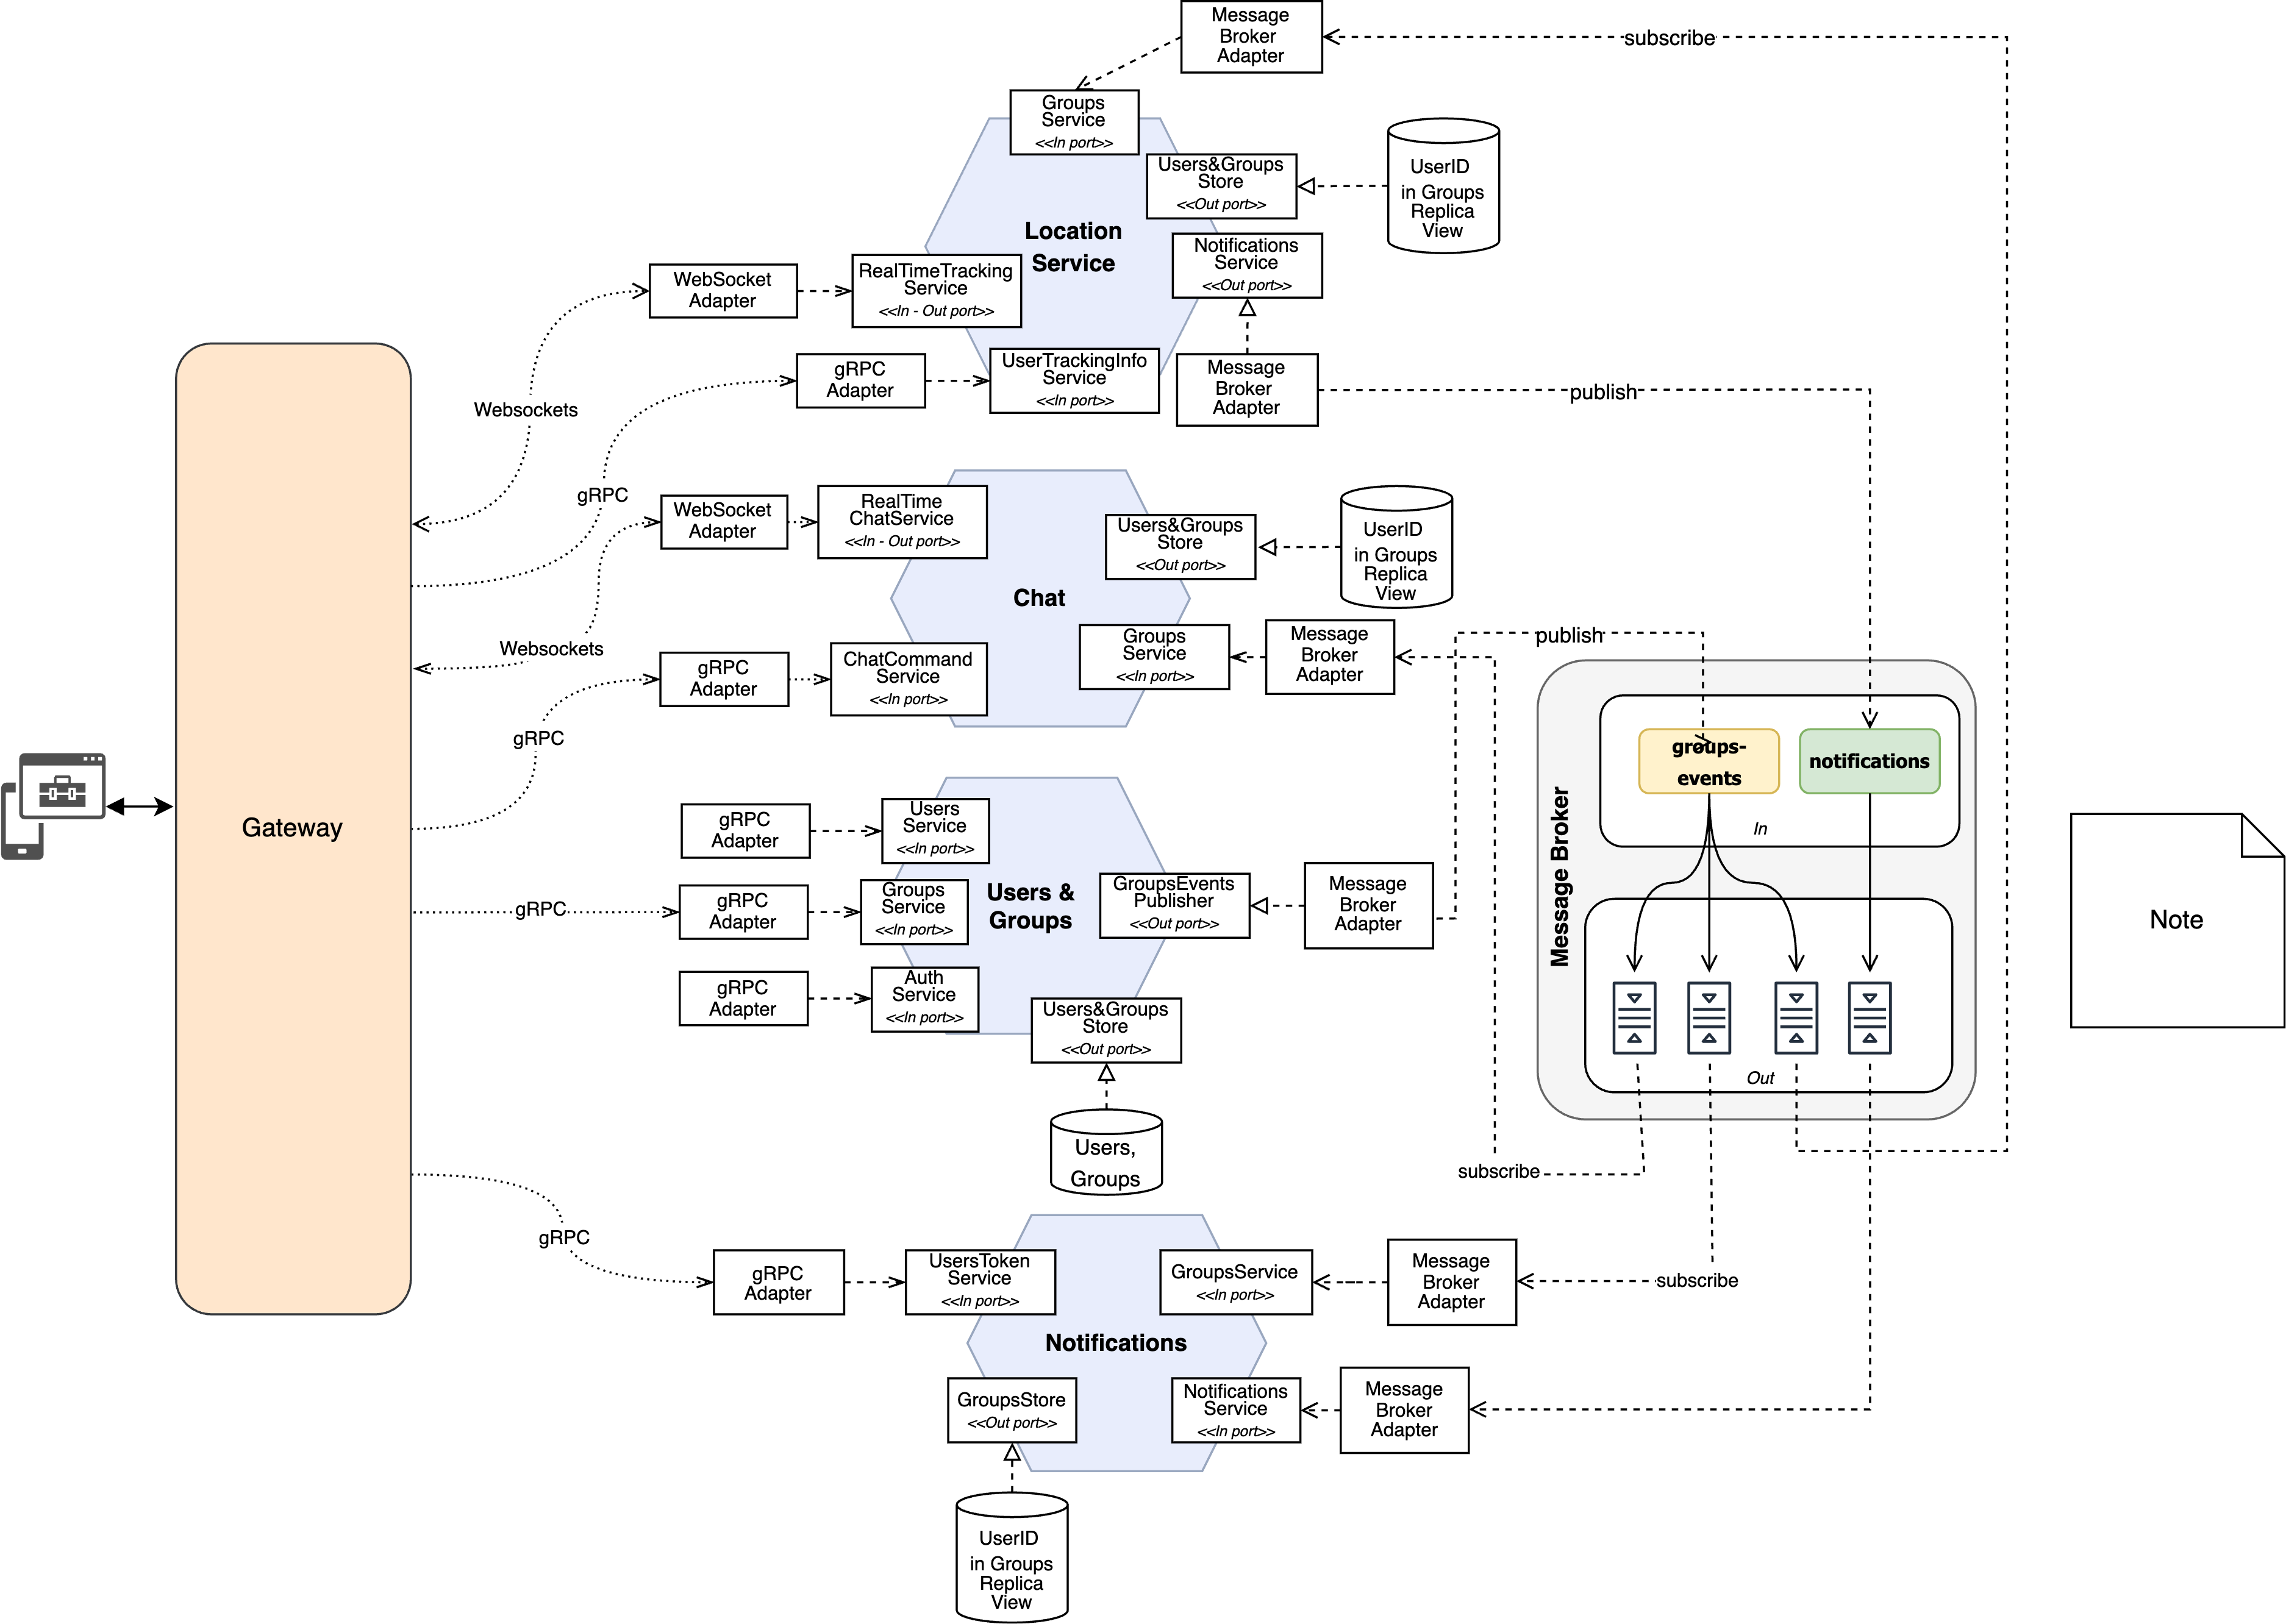 Message
Broker
Adapter
subscribe
Groups
Service
<<In port>>
Users&Groups
Store
<<Out port>>
UserID
in Groups
Replica
View
Location
Service
Notifications
Service
<<Out port>>
WebSocket
Adapter
RealTimeTracking
Service
<<In - Out port>>
gRPC
Adapter
UserTrackingInfo
Service
<<In port>>
Message
Broker
Adapter
publish
Websockets
gRPC
WebSocket
Adapter
RealTime
ChatService
<<In - Out port>>
Users&Groups
Store
<<Out port>>
UserID
in Groups
Replica
View
Chat
Websockets
gRPC
Adapter
ChatCommand
Service
<<In port>>
Groups
Service
<<In port>>
Message
Broker
Adapter
publish
gRPC
Gateway
gRPC
Adapter
Users
Service
<<In port>>
gRPC
gRPC
Adapter
Groups
Service
<<In port>>
Users &
Groups
GroupsEvents
Publisher
<<Out port>>
Message
Broker
Adapter
gRPC
Adapter
Auth
Service
<<In port>>
Users&Groups
Store
<<Out port>>
Users,
Groups
Message Broker
groups-
events
notifications
In
Out
Note
subscribe
gRPC
gRPC
Adapter
UsersToken
Service
<<In port>>
GroupsService
<<In port>>
Message
Broker
Adapter
subscribe
Notifications
GroupsStore
<<Out port>>
Notifications
Service
<<In port>>
Message
Broker
Adapter
UserID
in Groups
Replica
View